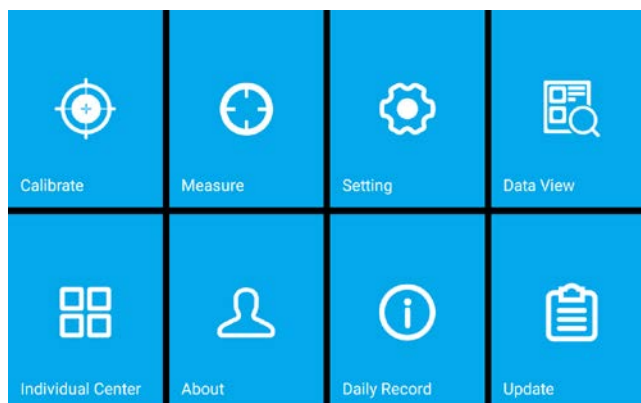 Calibrate
Measure
Setting
Data View
Individual Center
About
Daily Record
Update